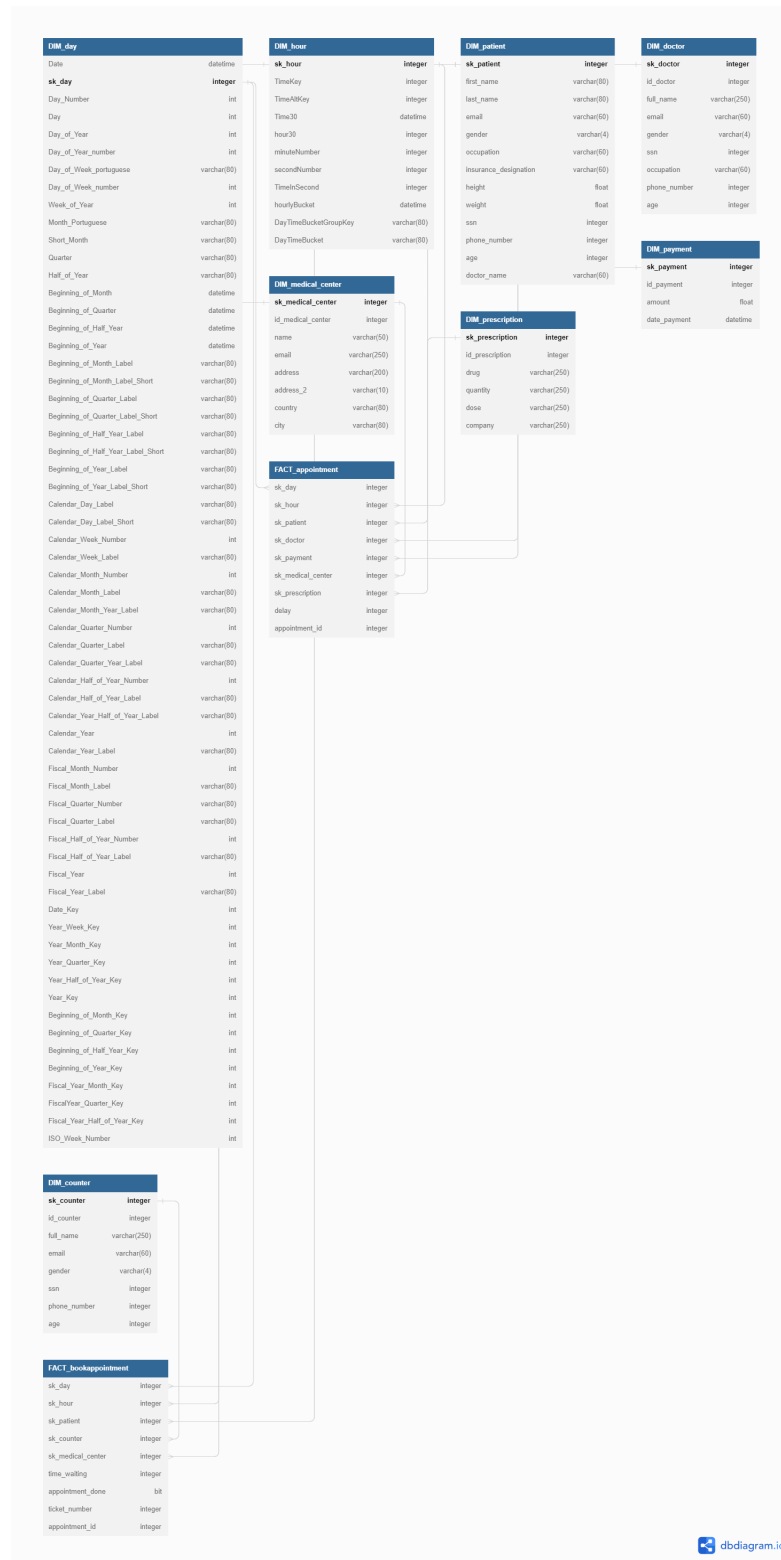 DIM_day
Date datetime
sk_day integer
Day_Number int
Day int
Day_of_Year int
Day_of_Year_number int
Day_of_Week_portuguese varchar(80)
Day_of_Week_number int
Week_of_Year int
Month_Portuguese varchar(80)
Short_Month varchar(80)
Quarter varchar(80)
Half_of_Year varchar(80)
Beginning_of_Month datetime
Beginning_of_Quarter datetime
Beginning_of_Half_Year datetime
Beginning_of_Year datetime
Beginning_of_Month_Label varchar(80)
Beginning_of_Month_Label_Short varchar(80)
Beginning_of_Quarter_Label varchar(80)
Beginning_of_Quarter_Label_Short varchar(80)
Beginning_of_Half_Year_Label varchar(80)
Beginning_of_Half_Year_Label_Short varchar(80)
Beginning_of_Year_Label varchar(80)
Beginning_of_Year_Label_Short varchar(80)
Calendar_Day_Label varchar(80)
Calendar_Day_Label_Short varchar(80)
Calendar_Week_Number int
Calendar_Week_Label varchar(80)
Calendar_Month_Number int
Calendar_Month_Label varchar(80)
Calendar_Month_Year_Label varchar(80)
Calendar_Quarter_Number int
Calendar_Quarter_Label varchar(80)
Calendar_Quarter_Year_Label varchar(80)
Calendar_Half_of_Year_Number int
Calendar_Half_of_Year_Label varchar(80)
Calendar_Year_Half_of_Year_Label varchar(80)
Calendar_Year int
Calendar_Year_Label varchar(80)
Fiscal_Month_Number int
Fiscal_Month_Label varchar(80)
Fiscal_Quarter_Number int
Fiscal_Quarter_Label varchar(80)
Fiscal_Half_of_Year_Number int
Fiscal_Half_of_Year_Label varchar(80)
Fiscal_Year int
Fiscal_Year_Label varchar(80)
Date_Key int
Year_Week_Key int
Year_Month_Key int
Year_Quarter_Key int
Year_Half_of_Year_Key int
Year_Key int
Beginning_of_Month_Key int
Beginning_of_Quarter_Key int
Beginning_of_Half_Year_Key int
Beginning_of_Year_Key int
Fiscal_Year_Month_Key int
FiscalYear_Quarter_Key int
Fiscal_Year_Half_of_Year_Key int
ISO_Week_Number int
DIM_hour
sk_hour integer
TimeKey integer
TimeAltKey integer
Time30 datetime
hour30 integer
minuteNumber integer
secondNumber integer
TimeInSecond integer
hourlyBucket datetime
DayTimeBucketGroupKey varchar(80)
DayTimeBucket varchar(80)
DIM_patient
sk_patient integer
first_name varchar(80)
last_name varchar(80)
email varchar(60)
gender varchar(4)
occupation varchar(60)
insurance_designation varchar(60)
height float
weight float
ssn integer
phone_number integer
age integer
doctor_name varchar(60)
DIM_doctor
sk_doctor integer
id_doctor integer
full_name varchar(250)
email varchar(60)
gender varchar(4)
ssn integer
occupation varchar(60)
phone_number integer
age integer
DIM_payment
sk_payment integer
id_payment integer
amount float
date_payment datetime
DIM_medical_center
sk_medical_center integer
id_medical_center integer
name varchar(50)
email varchar(250)
address varchar(200)
address_2 varchar(10)
country varchar(80)
city varchar(80)
DIM_prescription
sk_prescription integer
id_prescription integer
drug varchar(250)
quantity varchar(250)
dose varchar(250)
company varchar(250)
FACT_appointment
sk_day integer
sk_hour integer
sk_patient integer
sk_doctor integer
sk_payment integer
sk_medical_center integer
sk_prescription integer
delay integer
appointment_id integer
DIM_counter
sk_counter integer
id_counter integer
full_name varchar(250)
email varchar(60)
gender varchar(4)
ssn integer
phone_number integer
age integer
FACT_bookappointment
sk_day integer
sk_hour integer
sk_patient integer
sk_counter integer
sk_medical_center integer
time_waiting integer
appointment_done bit
ticket_number integer
appointment_id integer
dbdiagram.io